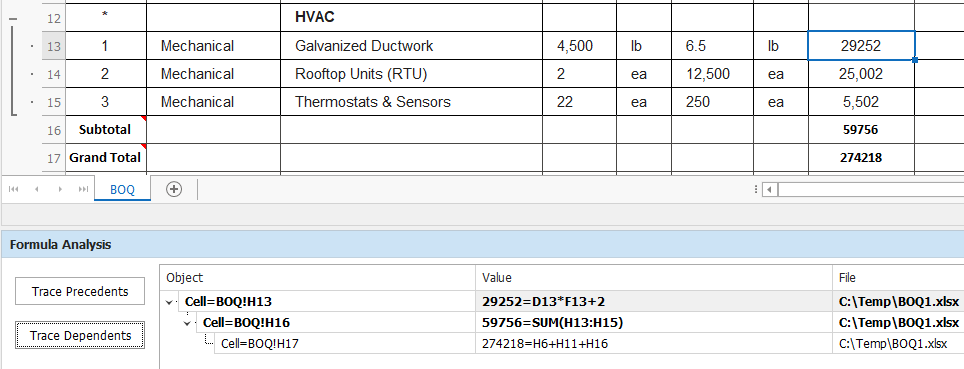 12 * HVAC
13 1 Mechanical Galvanized Ductwork 4,500 lb 6.5 lb 29252
14 2 Mechanical Rooftop Units (RTU) 2 ea 12,500 ea 25,002
15 3 Mechanical Thermostats & Sensors 22 ea 250 ea 5,502
16 Subtotal 59756
17 Grand Total 274218
BOQ
Formula Analysis
Object Value File
Trace Precedents
Cell=BOQ!H13 29252=D13*F13+2 C:\Temp\BOQ1.xlsx
Cell=BOQ!H16 59756=SUM(H13:H15) C:\Temp\BOQ1.xlsx
Trace Dependents
Cell=BOQ!H17 274218=H6+H11+H16 C:\Temp\BOQ1.xlsx